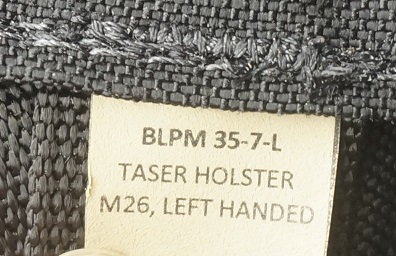 BLPM 35-7-L
TASER HOLSTER
M26, LEFT HANDED